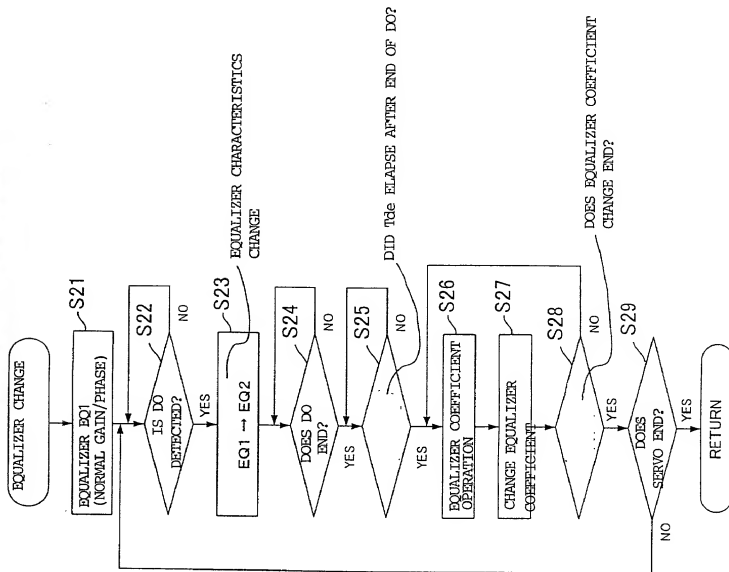 EQUALIZER CHANGE
S21
EQUALIZER EQ1
(NORMAL GAIN/PHASE)
S22
IS DO
DETECTED?
NO
YES
S23
EQ1 → EQ2
EQUALIZER CHARACTERISTICS
CHANGE
S24
DOES DO
END?
NO
YES
S25
DID Tde ELAPSE AFTER END OF DO?
NO
YES
S26
EQUALIZER COEFFICIENT
OPERATION
S27
CHANGE EQUALIZER
COEFFICIENT
S28
DOES EQUALIZER COEFFICIENT
CHANGE END?
NO
YES
S29
DOES
SERVO END?
NO
YES
RETURN